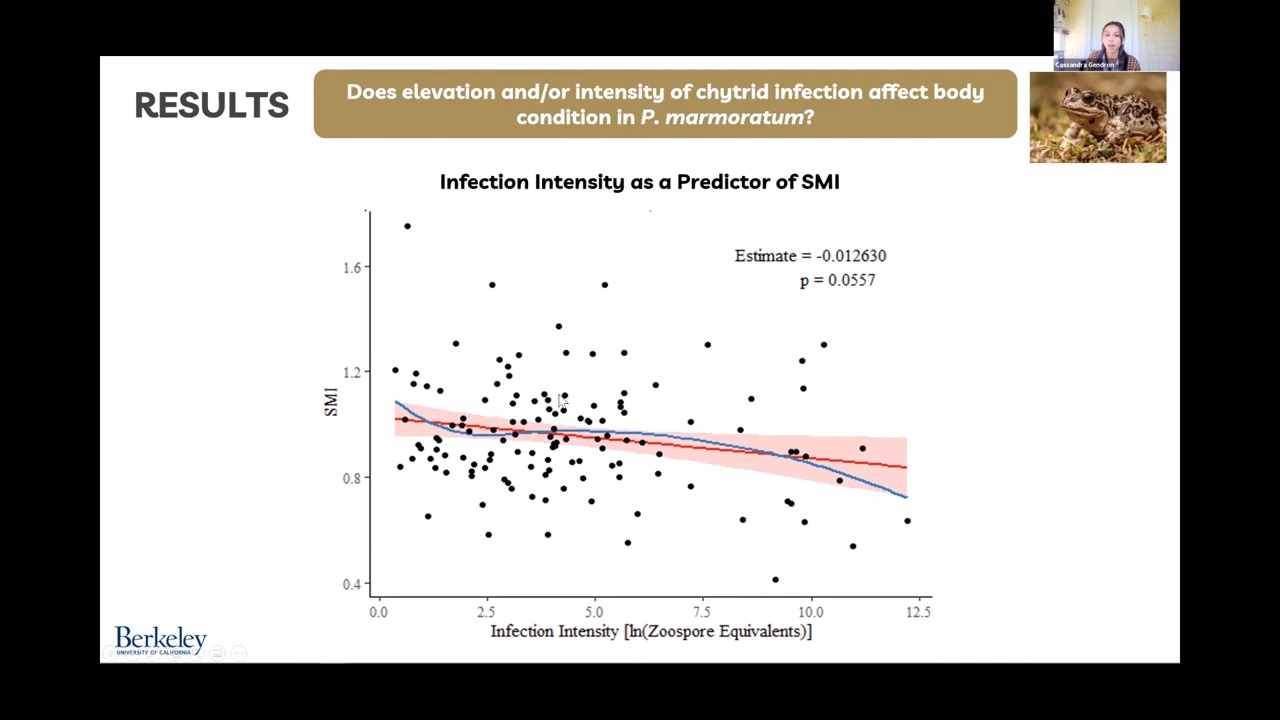 Cassandra Gendron
RESULTS
Does elevation and/or intensity of chytrid infection affect body
condition in P. marmoratum?
Infection Intensity as a Predictor of SMI
Estimate = -0.012630
p = 0.0557
SMI
1.6
1.2
0.8
0.4
0.0 2.5 5.0 7.5 10.0 12.5
Infection Intensity [ln(Zoospore Equivalents)]
Berkeley
UNIVERSITY OF CALIFORNIA